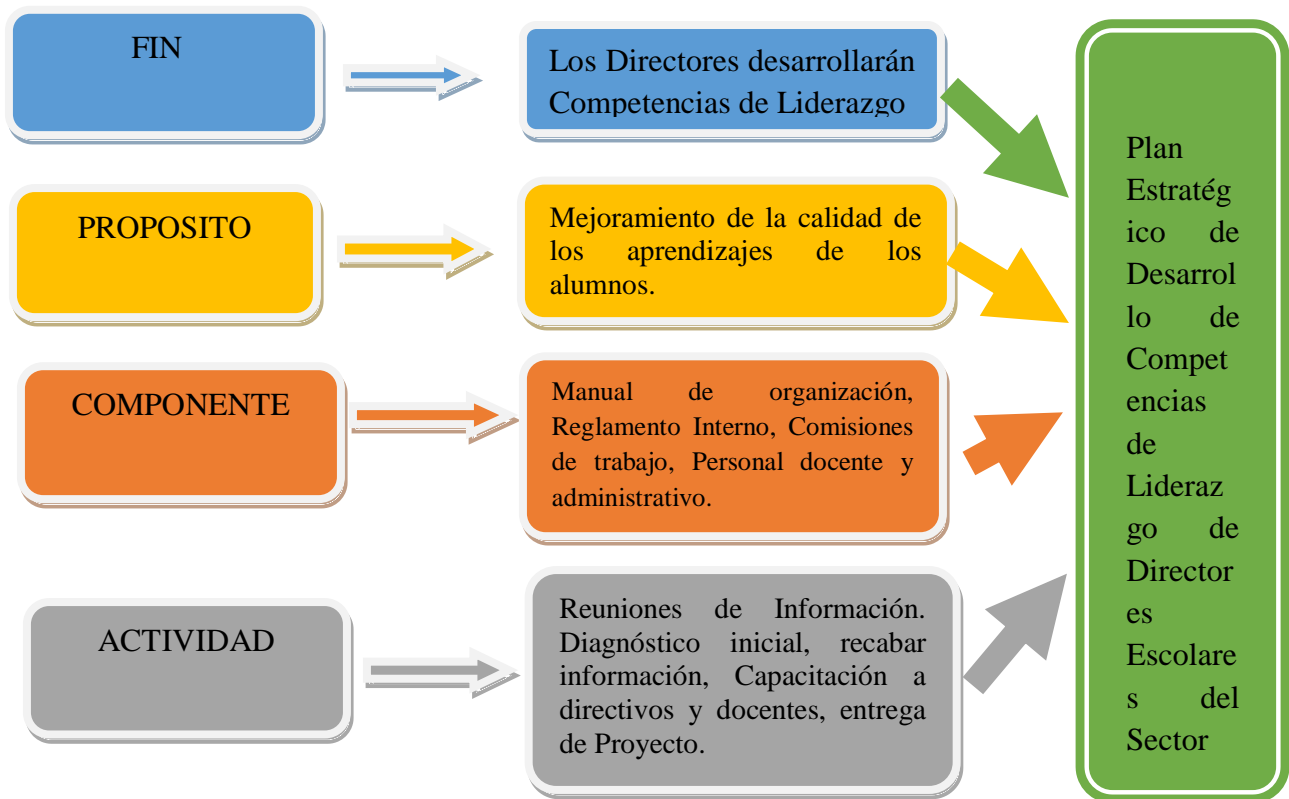 FIN
Los Directores desarrollarán
Competencias de Liderazgo
PROPOSITO
Mejoramiento de la calidad de
los aprendizajes de los
alumnos.
COMPONENTE
Manual de organización,
Reglamento Interno, Comisiones
de trabajo, Personal docente y
administrativo.
ACTIVIDAD
Reuniones de Información.
Diagnóstico inicial, recabar
información, Capacitación a
directivos y docentes, entrega
de Proyecto.
Plan
Estratég
ico de
Desarrol
lo de
Compet
encias
de
Lideraz
go de
Director
es
Escolare
s del
Sector